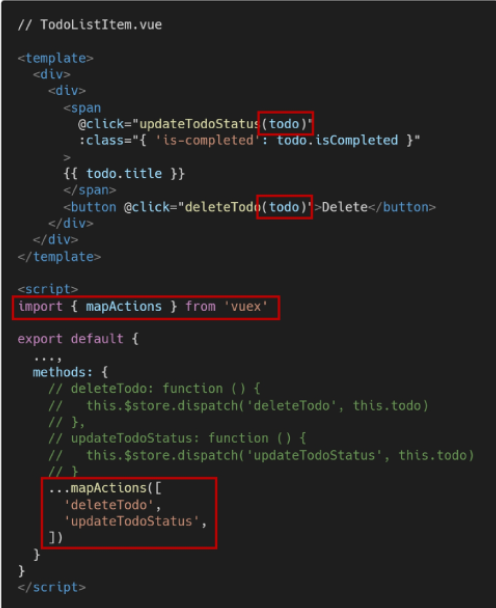 // TodoListItem.vue
<template>
  <div>
    <div>
      <span
        @click="updateTodoStatus(todo)"
        :class="{ 'is-completed': todo.isCompleted }"
      >
      {{ todo.title }}
      </span>
      <button @click="deleteTodo(todo)">Delete</button>
    </div>
  </div>
</template>
<script>
import { mapActions } from 'vuex'
export default {
  ...,
  methods: {
    // deleteTodo: function () {
    //   this.$store.dispatch('deleteTodo', this.todo)
    // },
    // updateTodoStatus: function () {
    //   this.$store.dispatch('updateTodoStatus', this.todo)
    // }
    ...mapActions([
      'deleteTodo',
      'updateTodoStatus',
    ])
  }
}
</script>